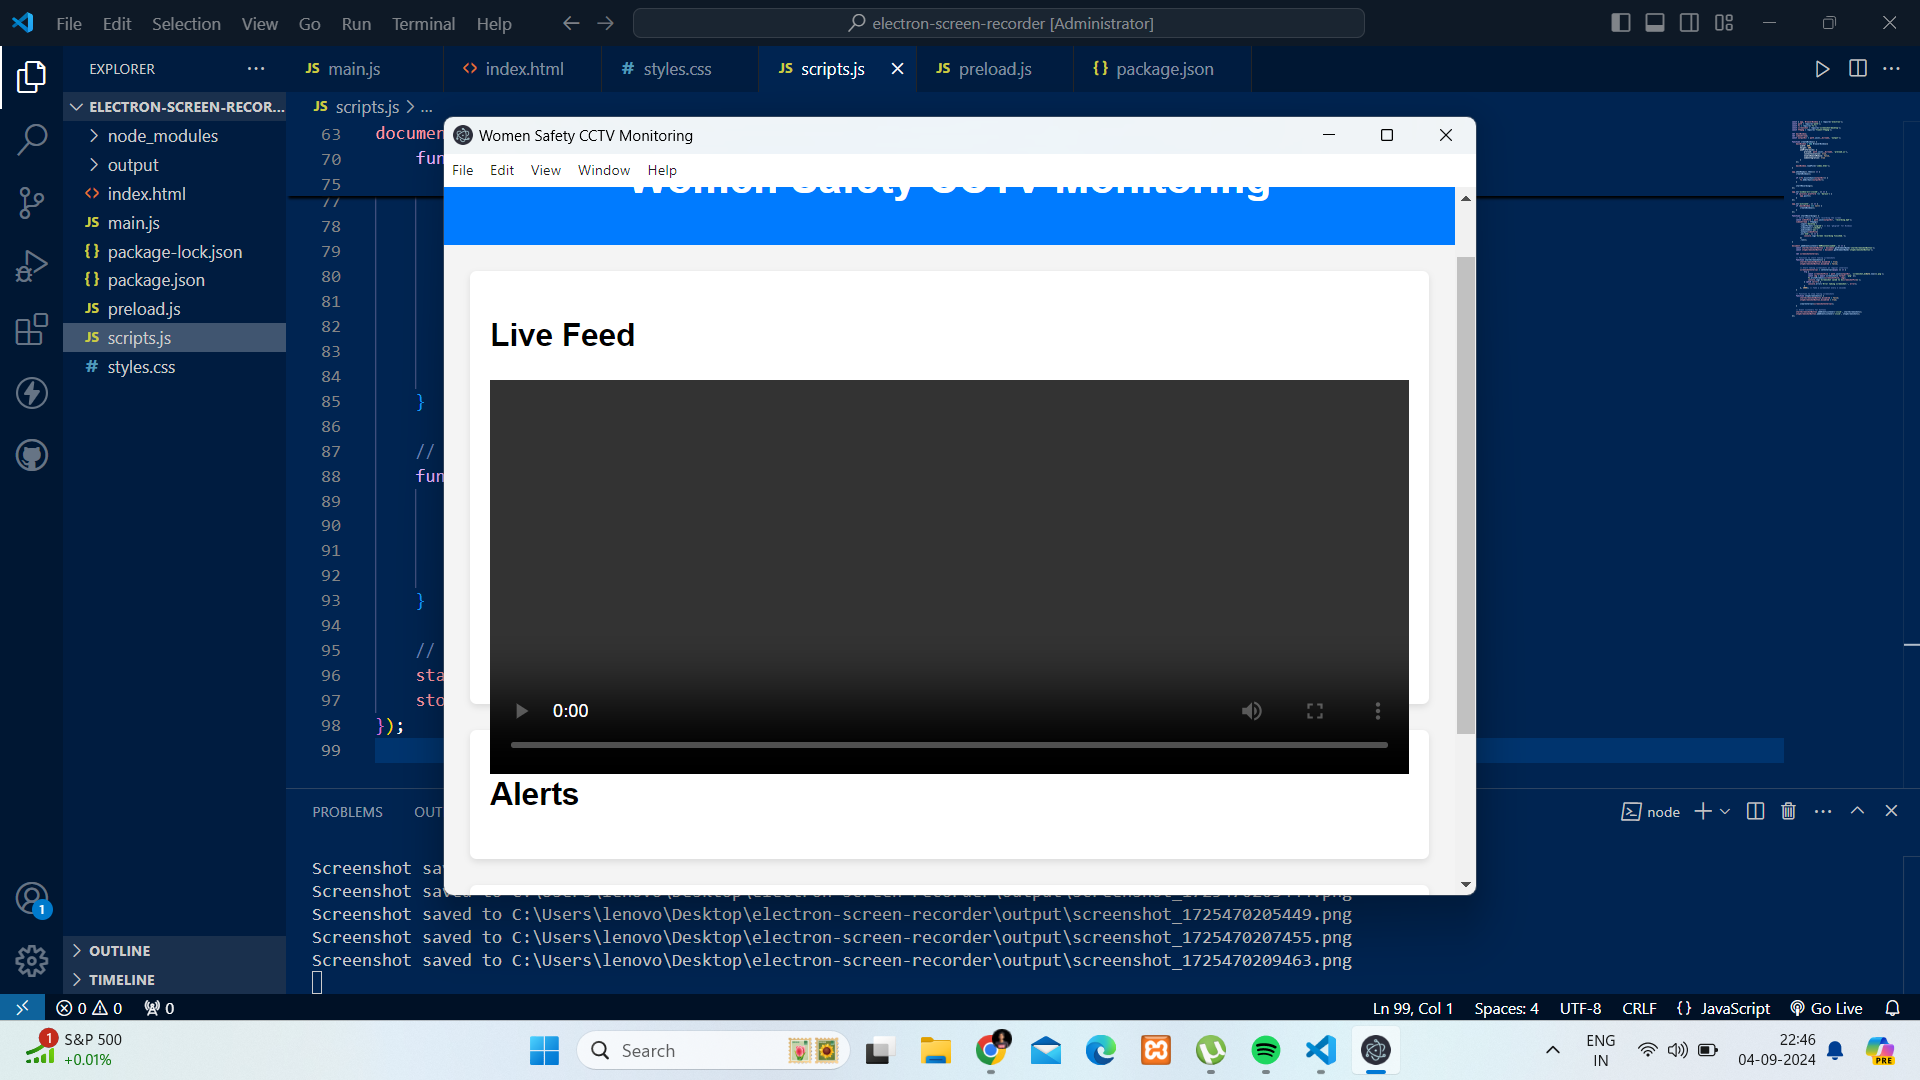 File Edit Selection View Go Run Terminal Help
electron-screen-recorder [Administrator]
EXPLORER
JS main.js
<> index.html
# styles.css
JS scripts.js
JS preload.js
{} package.json
ELECTRON-SCREEN-RECOR...
node_modules
output
<> index.html
JS main.js
{} package-lock.json
{} package.json
JS preload.js
JS scripts.js
# styles.css
OUTLINE
TIMELINE
JS scripts.js > ...
63 documen
70 fun
75
77
78
79
80
81
82
83
84
85 }
86
87 //
88 fun
89
90
91
92
93 }
94
95 //
96 sta
97 sto
98 });
99
Women Safety CCTV Monitoring
File Edit View Window Help
Women Safety CCTV Monitoring
Live Feed
0:00
Alerts
PROBLEMS OUT
node
Screenshot sa
Screenshot sav
Screenshot saved to C:\Users\lenovo\Desktop\electron-screen-recorder\output\screenshot_1725470205449.png
Screenshot saved to C:\Users\lenovo\Desktop\electron-screen-recorder\output\screenshot_1725470207455.png
Screenshot saved to C:\Users\lenovo\Desktop\electron-screen-recorder\output\screenshot_1725470209463.png
1
0 0 0
Ln 99, Col 1 Spaces: 4 UTF-8 CRLF {} JavaScript Go Live
1
S&P 500
+0.01%
Search
ENG
IN
22:46
04-09-2024
PRE